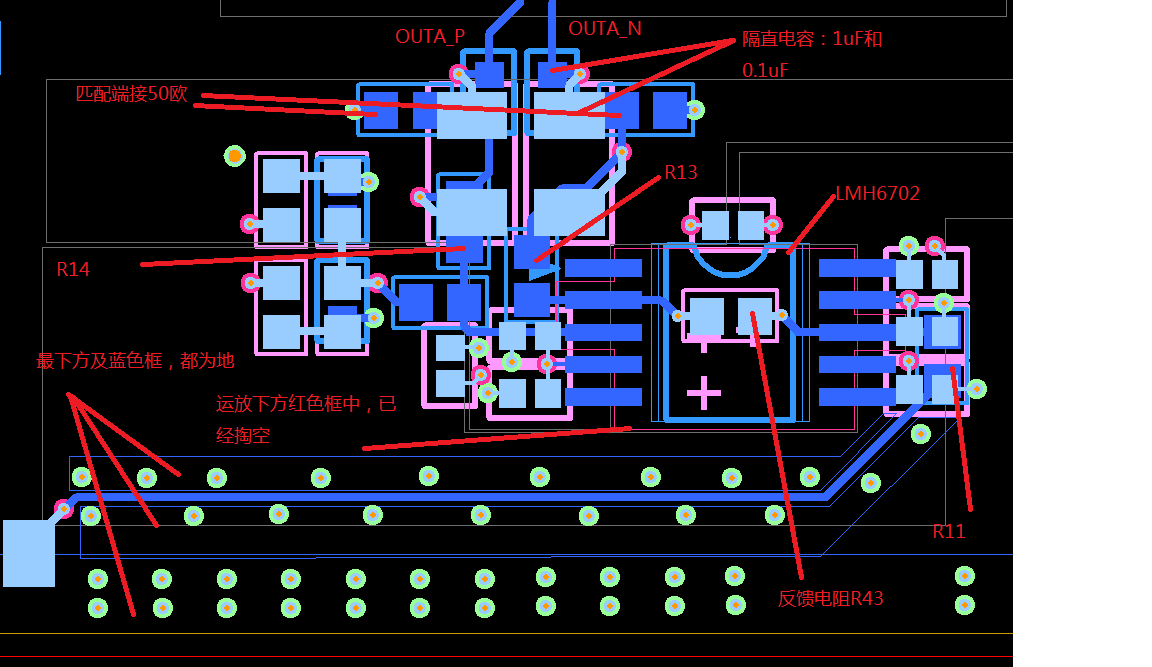 OUTA_P
OUTA_N
隔直电容：1uF和
0.1uF
匹配端接50欧
R13
LMH6702
R14
最下方及蓝色框，都为地
运放下方红色框中，已
经掏空
R11
反馈电阻R43